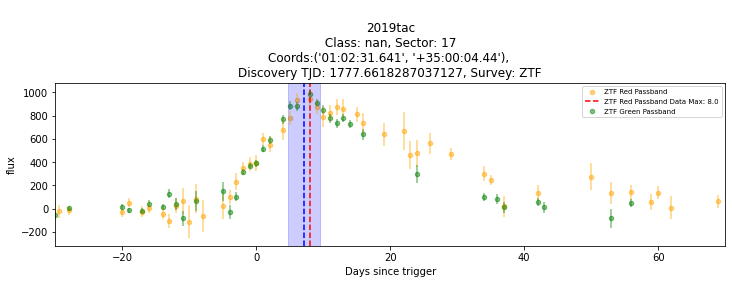 2019tac
Class: nan, Sector: 17
Coords:('01:02:31.641', '+35:00:04.44'),
Discovery TJD: 1777.6618287037127, Survey: ZTF
ZTF Red Passband
ZTF Red Passband Data Max: 8.0
ZTF Green Passband
flux
1000
800
600
400
200
0
−200
−20
0
20
40
60
Days since trigger